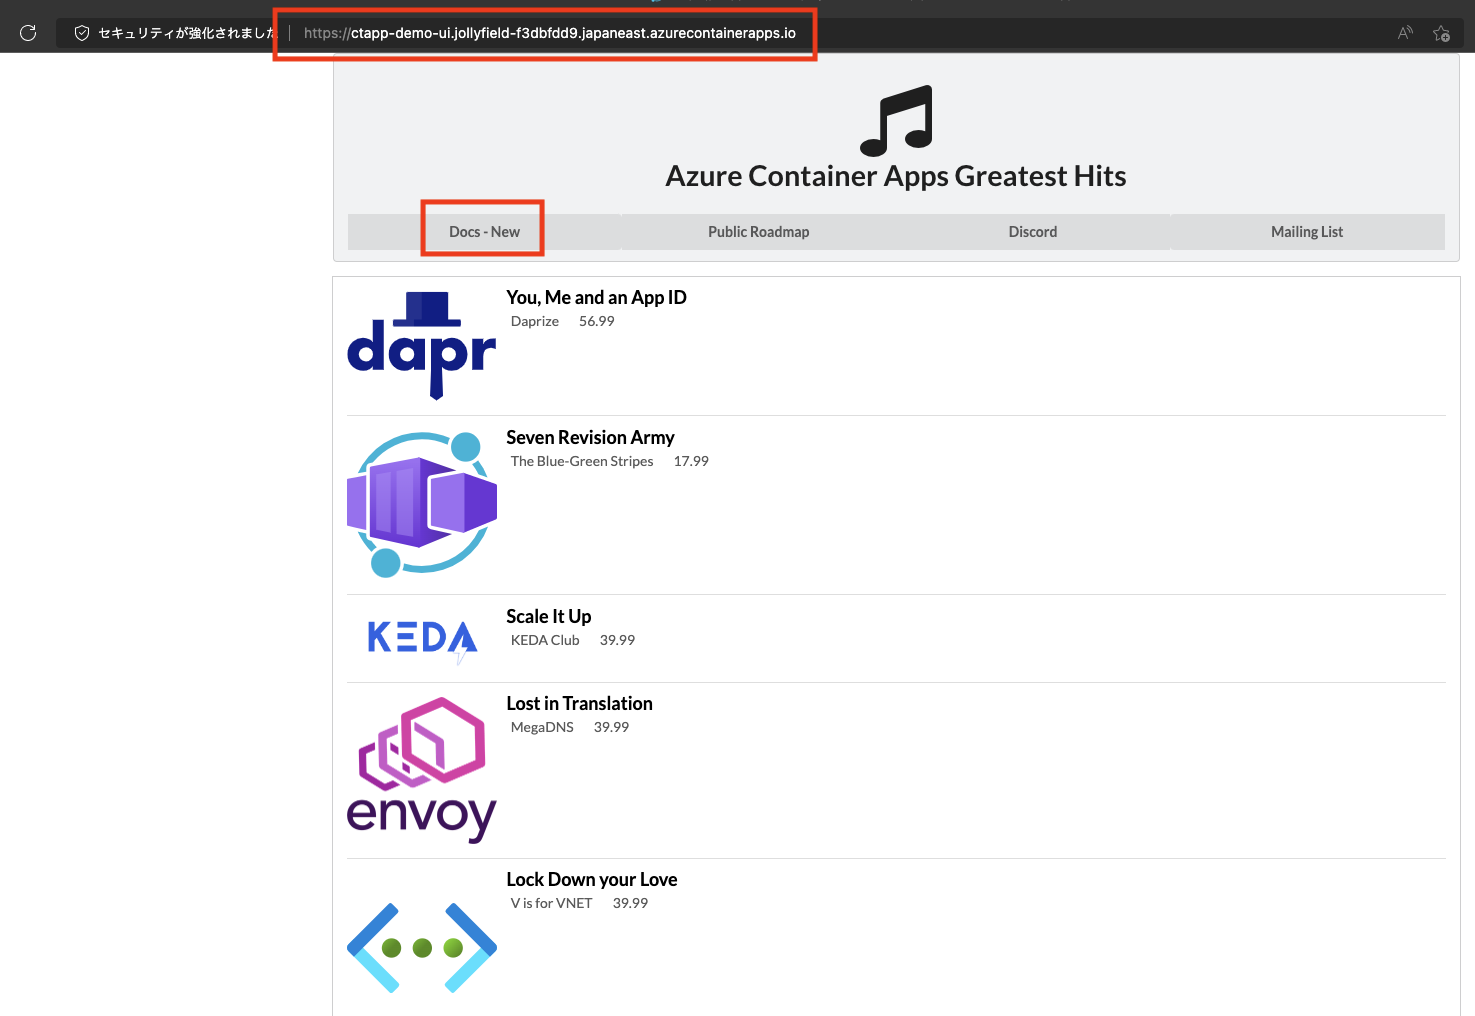 セキュリティが強化されました https://ctapp-demo-ui.jollyfield-f3dbfdd9.japaneast.azurecontainerapps.io
Azure Container Apps Greatest Hits
Docs - New Public Roadmap Discord Mailing List
You, Me and an App ID
Daprize 56.99
dapr
Seven Revision Army
The Blue-Green Stripes 17.99
Scale It Up
KEDA
KEDA Club 39.99
Lost in Translation
MegaDNS 39.99
envoy
Lock Down your Love
V is for VNET 39.99